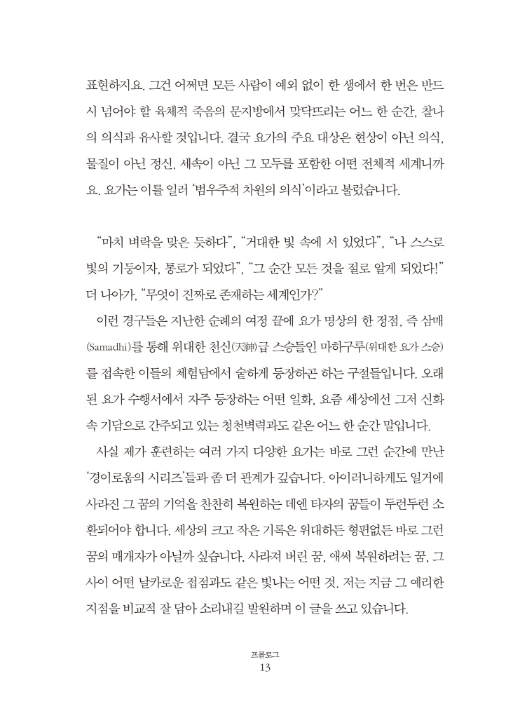 표현하지요. 그건 어쩌면 모든 사람이 예외 없이 한 생에서 한 번은 반드
시 넘어야 할 육체적 죽음의 문지방에서 맞닥뜨리는 어느 한 순간, 찰나
의 의식과 유사할 것입니다. 결국 요가의 주요 대상은 현상이 아닌 의식,
물질이 아닌 정신, 세속이 아닌 그 모두를 포함한 어떤 전체적 세계니까
요. 요가는 이를 일러 ‘범우주적 차원의 의식’이라고 불렀습니다.
“마치 벼락을 맞은 듯하다”, “거대한 빛 속에 서 있었다”, “나 스스로
빛의 기둥이자, 통로가 되었다”, “그 순간 모든 것을 절로 알게 되었다!”
더 나아가, “무엇이 진짜로 존재하는 세계인가?”
이런 경구들은 지난한 순례의 여정 끝에 요가 명상의 한 정점, 즉 삼매
(Samadhi)를 통해 위대한 천신(天神)급 스승들인 마하구루(위대한 요가 스승)
를 접속한 이들의 체험담에서 숱하게 등장하곤 하는 구절들입니다. 오래
된 요가 수행서에서 자주 등장하는 어떤 일화, 요즘 세상에선 그저 신화
속 기담으로 간주되고 있는 청천벽력과도 같은 어느 한 순간 말입니다.
사실 제가 훈련하는 여러 가지 다양한 요가는 바로 그런 순간에 만난
‘경이로움의 시리즈’들과 좀 더 관계가 깊습니다. 아이러니하게도 일거에
사라진 그 꿈의 기억을 찬찬히 복원하는 데엔 타자의 꿈들이 두런두런 소
환되어야 합니다. 세상의 크고 작은 기록은 위대하든 형편없든 바로 그런
꿈의 매개자가 아닐까 싶습니다. 사라져 버린 꿈, 애써 복원하려는 꿈, 그
사이 어떤 날카로운 접점과도 같은 빛나는 어떤 것. 저는 지금 그 예리한
지점을 비교적 잘 담아 소리내길 발원하며 이 글을 쓰고 있습니다.
프롤로그
13